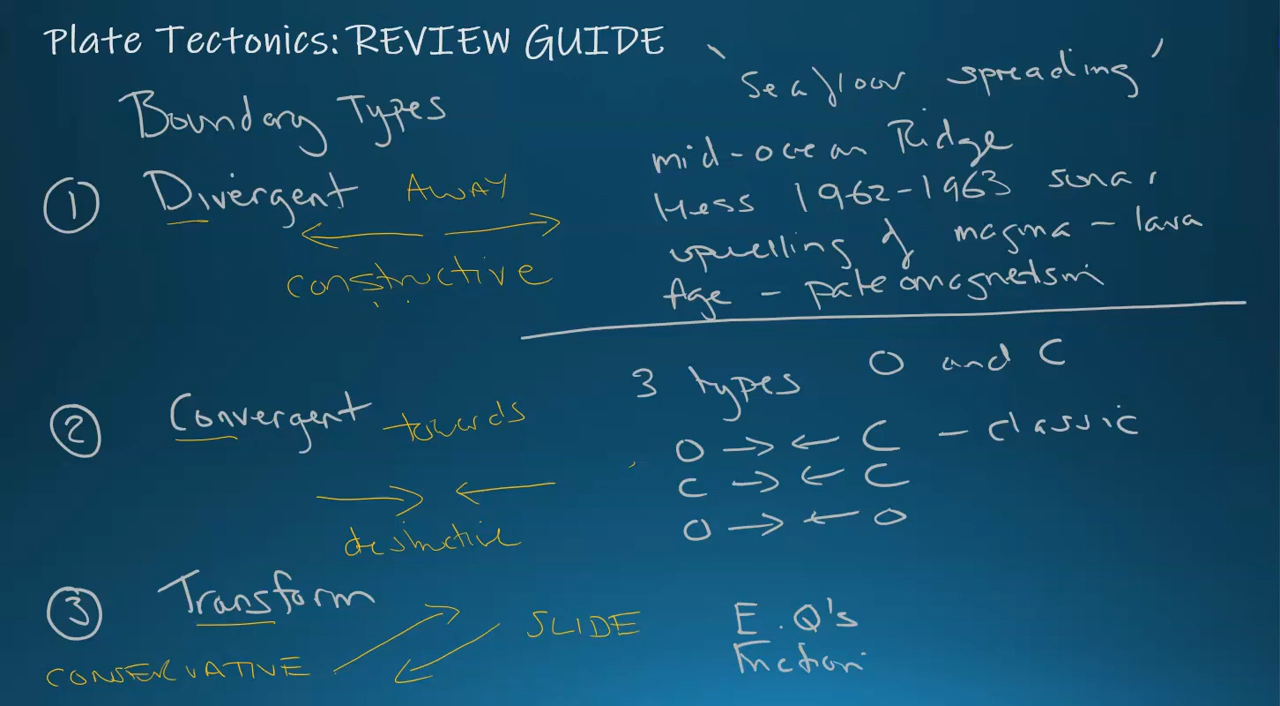 Plate Tectonics: REVIEW GUIDE
Boundary Types
① Divergent AWAY
constructive
'Seafloor spreading'
mid-ocean Ridge
Hess 1962-1963 sonar
upwelling of magma - lava
Age - paleomagnetism
② Convergent towards
destructive
3 types O and C
O → ← C - classic
C → ← C
O → ← O
③ Transform
SLIDE
CONSERVATIVE
E.Q's
Friction